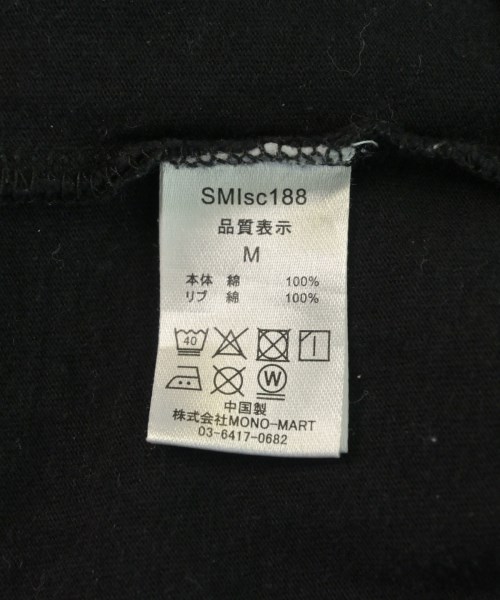 SMIsc188
品質表示
M
本体 綿 100%
リブ 綿 100%
40
W
中国製
株式会社MONO-MART
03-6417-0682